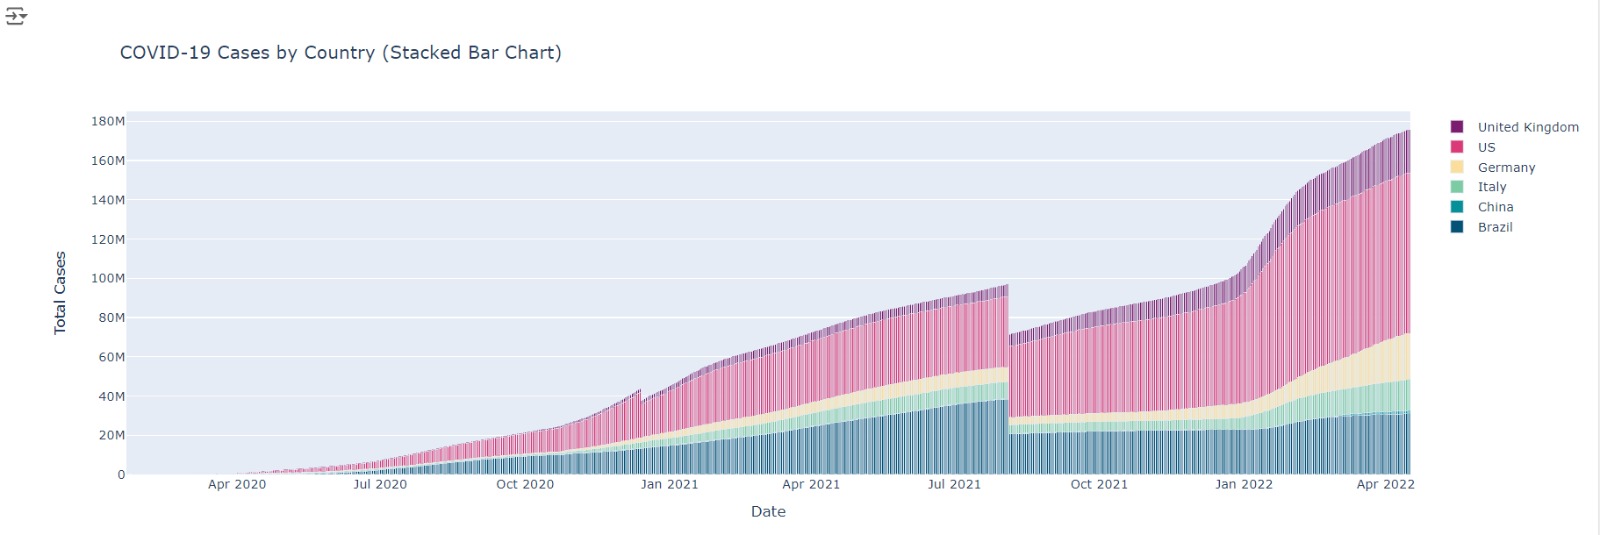 COVID-19 Cases by Country (Stacked Bar Chart)
180M
160M
140M
120M
100M
80M
60M
40M
20M
0
Total Cases
Apr 2020
Jul 2020
Oct 2020
Jan 2021
Apr 2021
Jul 2021
Oct 2021
Jan 2022
Apr 2022
Date
United Kingdom
US
Germany
Italy
China
Brazil